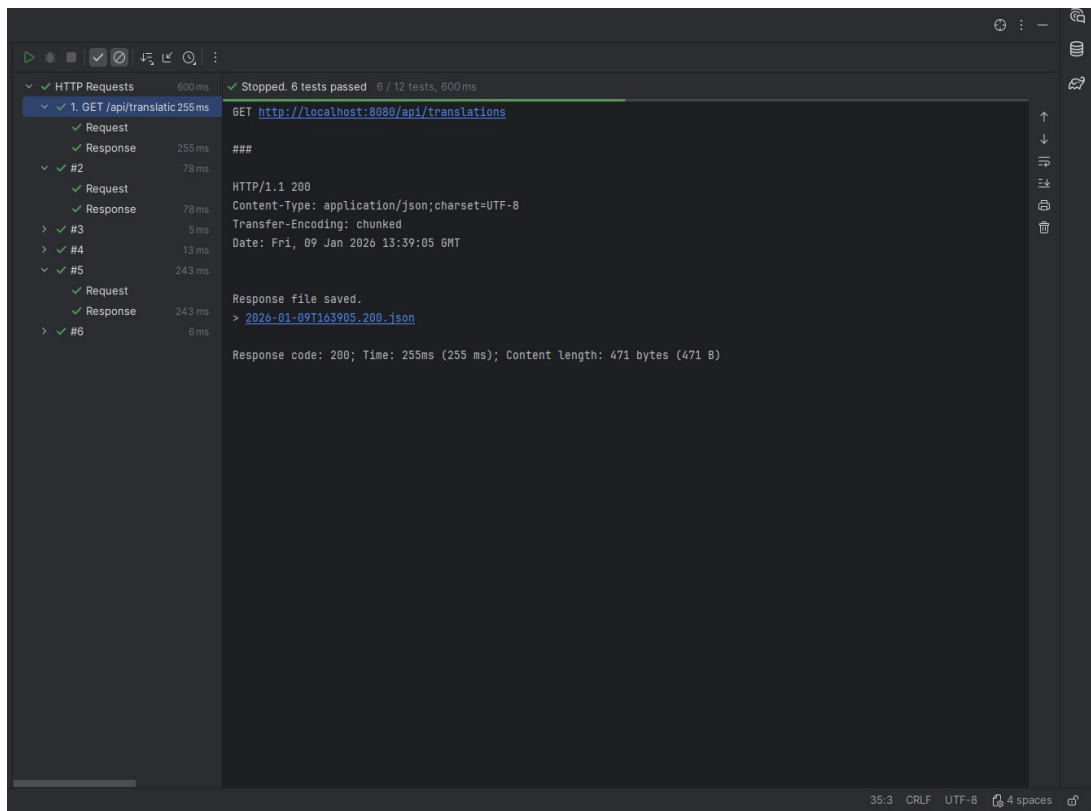 HTTP Requests 600 ms
1. GET /api/translatic 255 ms
Request
Response 255 ms
#2 78 ms
Request
Response 78 ms
#3 5 ms
#4 13 ms
#5 243 ms
Request
Response 243 ms
#6 6 ms
Stopped. 6 tests passed 6 / 12 tests, 600 ms
GET http://localhost:8080/api/translations
###
HTTP/1.1 200
Content-Type: application/json;charset=UTF-8
Transfer-Encoding: chunked
Date: Fri, 09 Jan 2026 13:39:05 GMT
Response file saved.
> 2026-01-09T163905.200.json
Response code: 200; Time: 255ms (255 ms); Content length: 471 bytes (471 B)
35:3 CRLF UTF-8 4 spaces